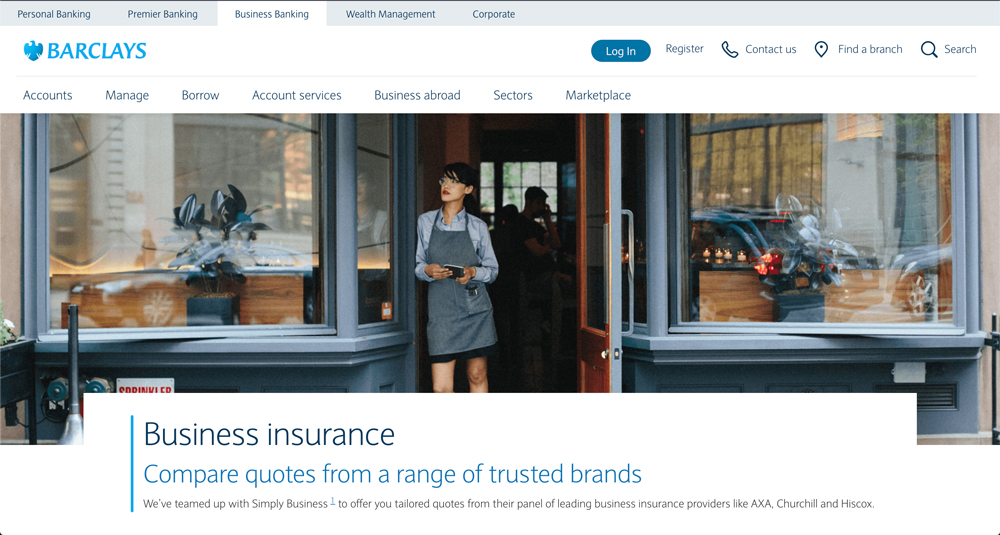 Personal Banking Premier Banking Business Banking Wealth Management Corporate
BARCLAYS Log In Register Contact us Find a branch Search
Accounts Manage Borrow Account services Business abroad Sectors Marketplace
SPRINKLER
Business insurance
Compare quotes from a range of trusted brands
We've teamed up with Simply Business 1 to offer you tailored quotes from their panel of leading business insurance providers like AXA, Churchill and Hiscox.